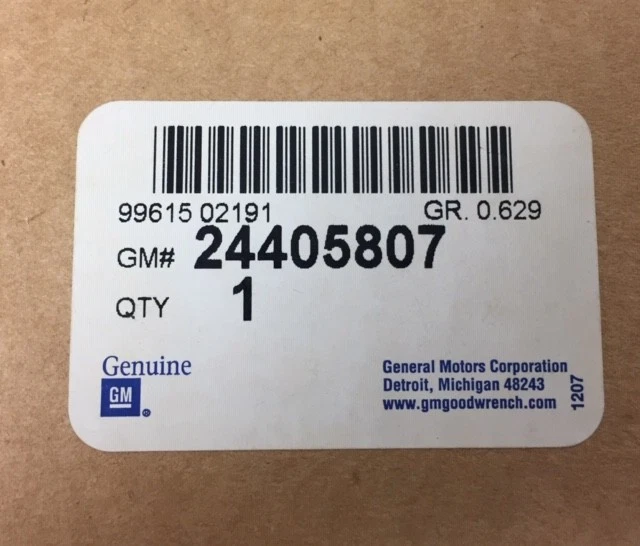 99615 02191 GR. 0.629
GM# 24405807
QTY 1
Genuine
GM
®
General Motors Corporation
Detroit, Michigan 48243
www.gmgoodwrench.com
1207